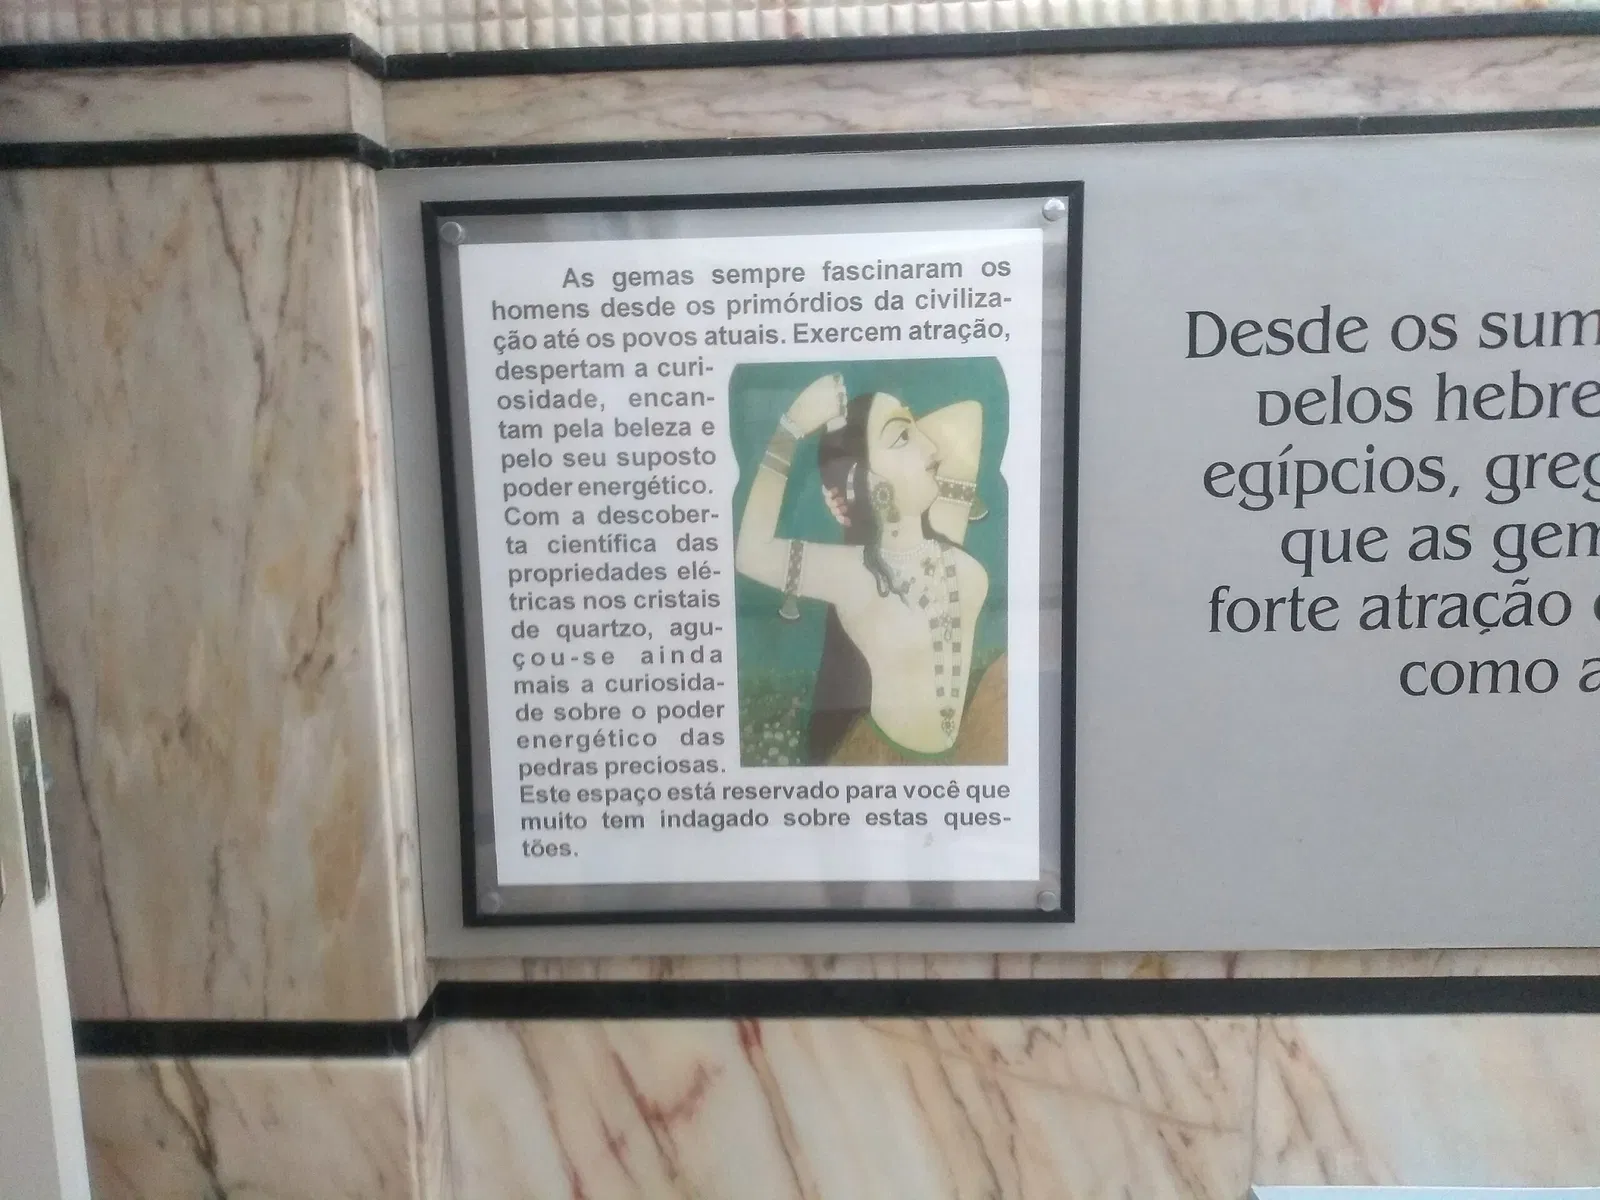 As gemas sempre fascinaram os
homens desde os primórdios da civiliza-
ção até os povos atuais. Exercem atração,
despertam a curi-
osidade, encan-
tam pela beleza e
pelo seu suposto
poder energético.
Com a descober-
ta científica das
propriedades elé-
tricas nos cristais
de quartzo, agu-
çou-se ainda
mais a curiosida-
de sobre o poder
energético das
pedras preciosas.
Este espaço está reservado para você que
muito tem indagado sobre estas ques-
tões.
Desde os sum
pelos hebre
egípcios, greg
que as gem
forte atração
como a